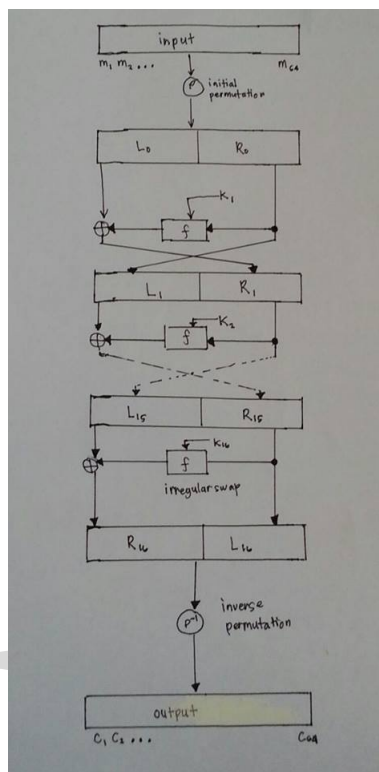 input
m₁ m₂ ... m₆₄
P
initial
permutation
L₀ R₀
K₁
f
L₁ R₁
K₂
f
L₁₅ R₁₅
K₁₆
f
irregular swap
R₁₆ L₁₆
P⁻¹
inverse
permutation
output
C₁ C₂ ... C₆₄